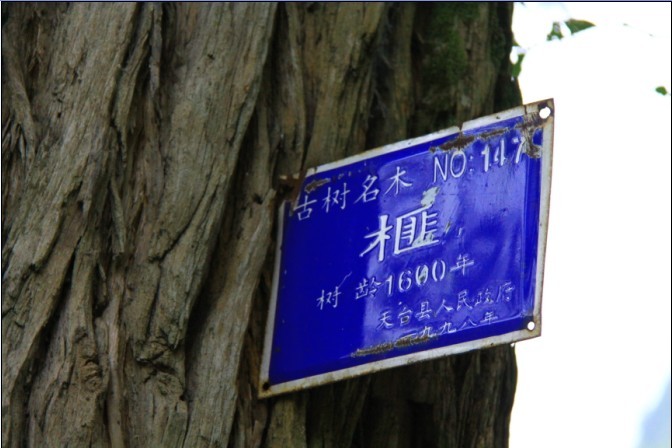 古树名木 NO:147
榧
树龄1600年
天台县人民政府
一九九八年